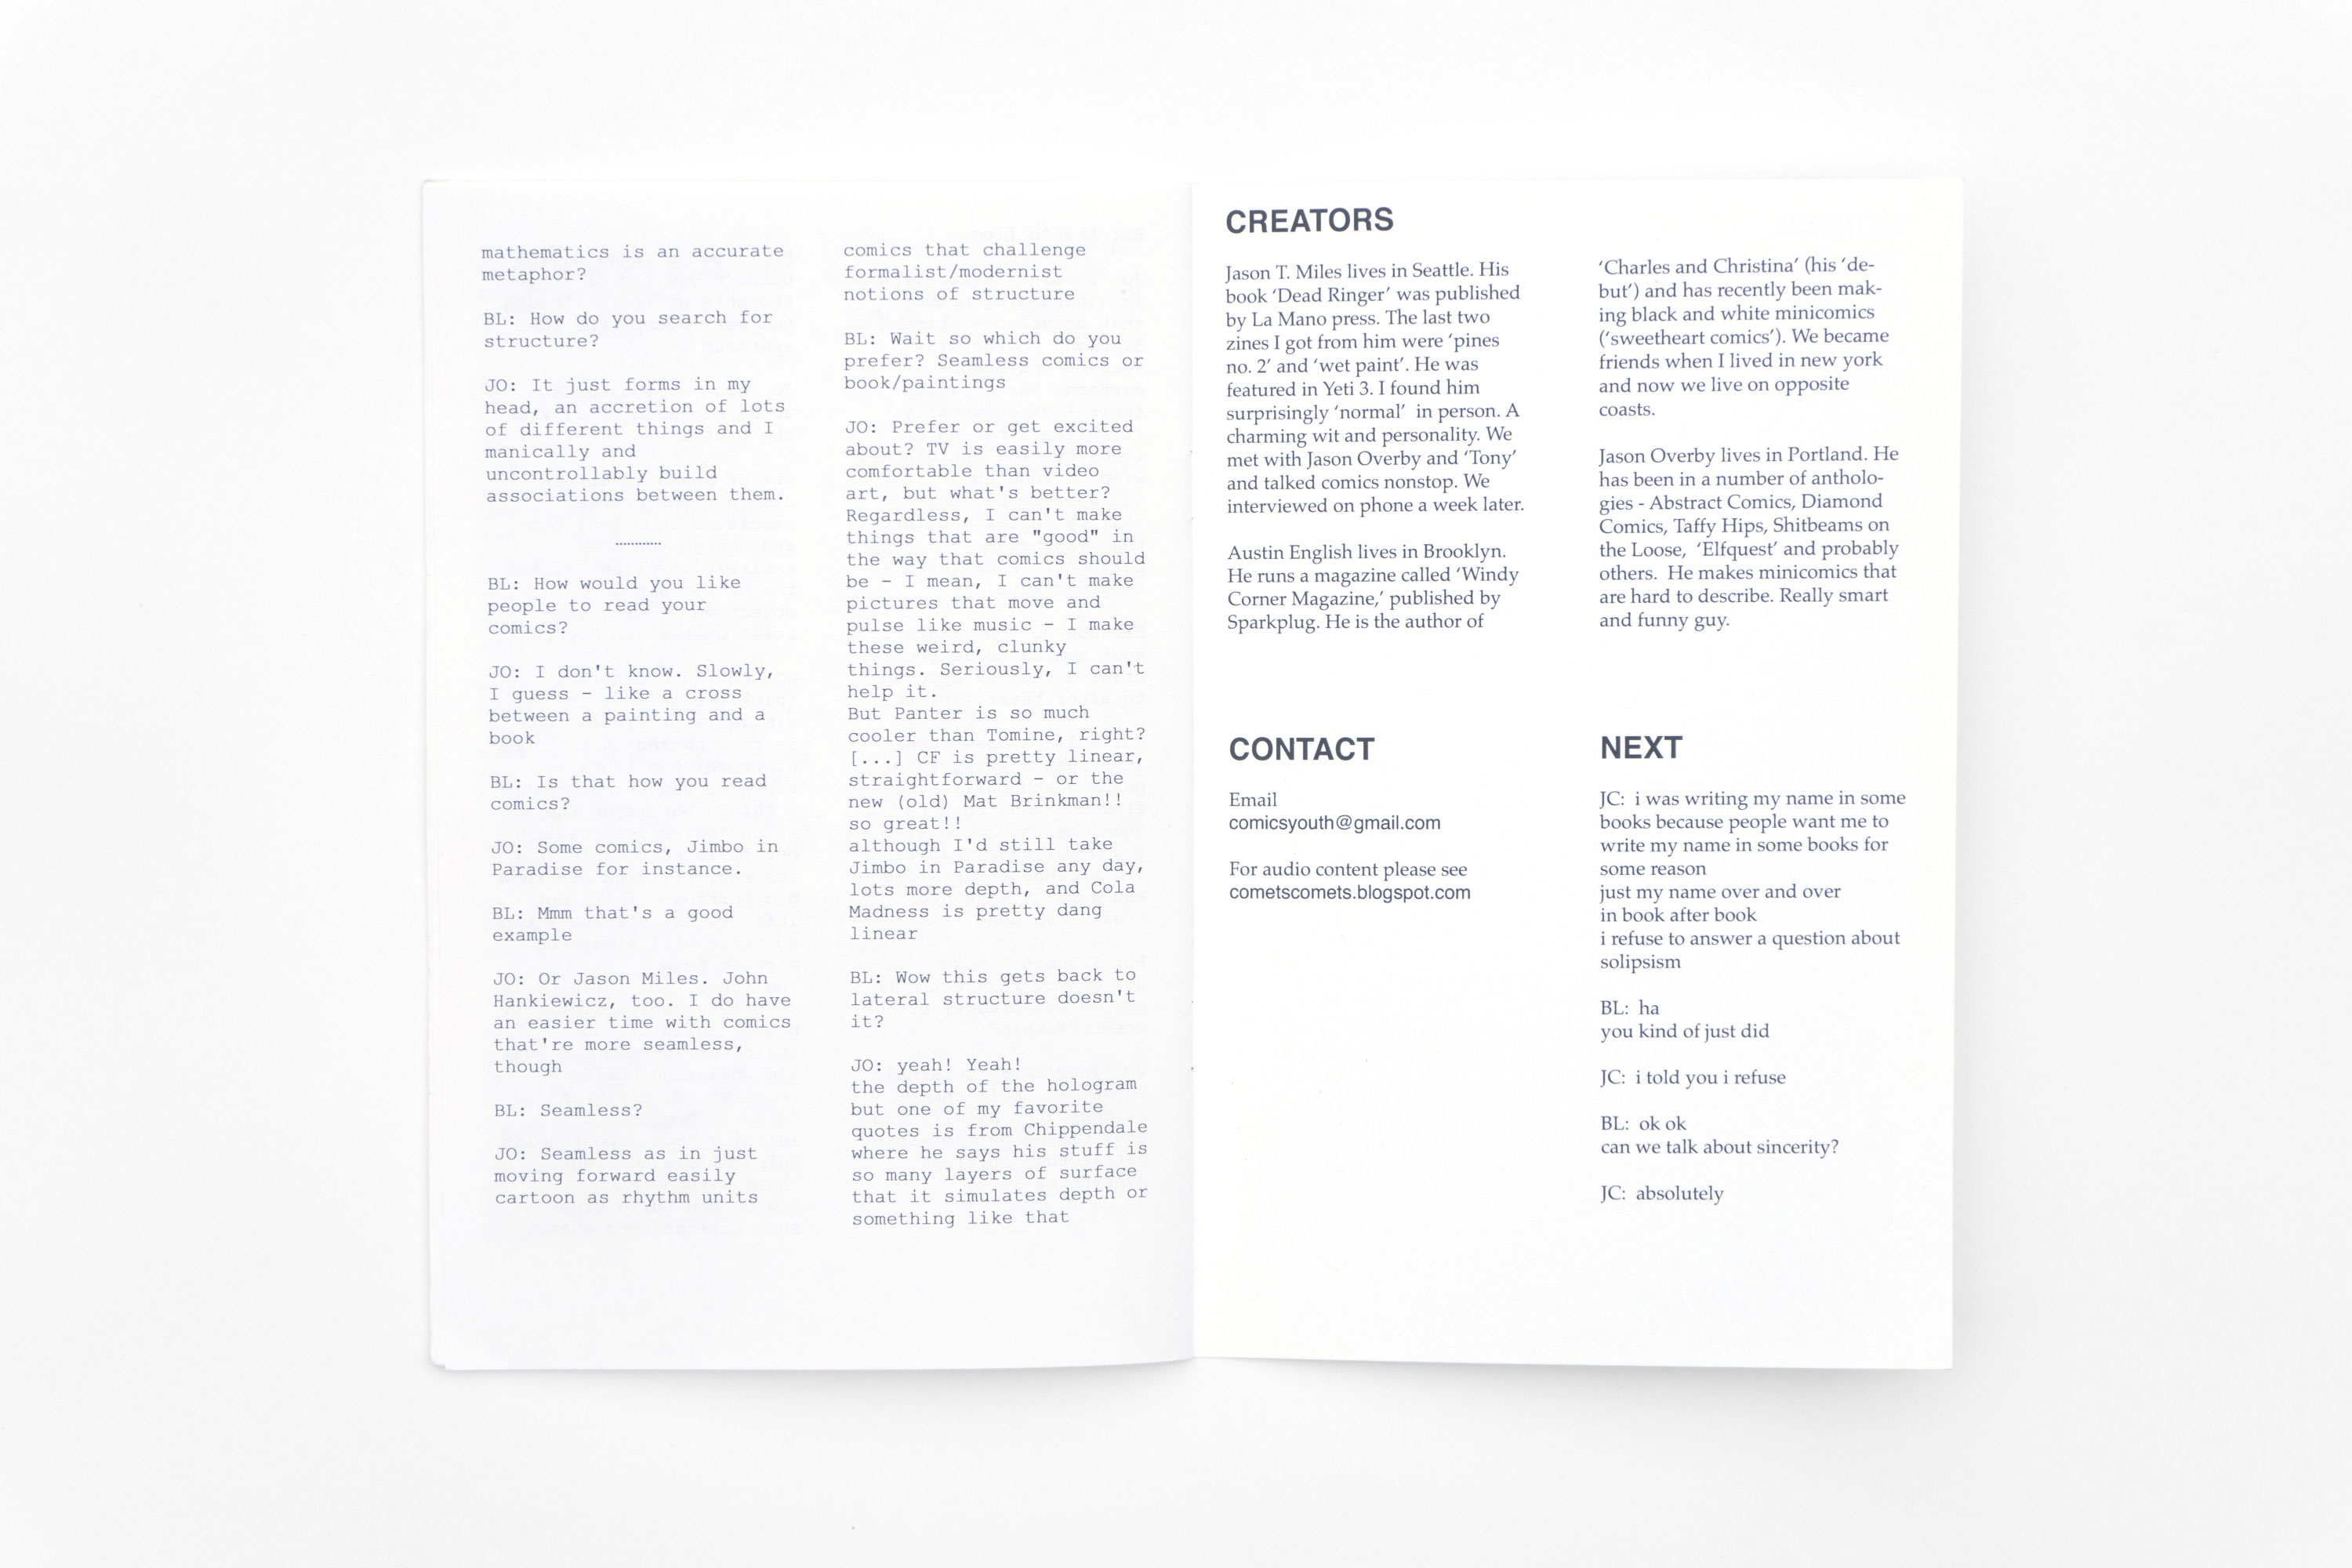 mathematics is an accurate
metaphor?
BL: How do you search for
structure?
JO: It just forms in my
head, an accretion of lots
of different things and I
manically and
uncontrollably build
associations between them.
............
BL: How would you like
people to read your
comics?
JO: I don't know. Slowly,
I guess – like a cross
between a painting and a
book
BL: Is that how you read
comics?
JO: Some comics, Jimbo in
Paradise for instance.
BL: Mmm that's a good
example
JO: Or Jason Miles. John
Hankiewicz, too. I do have
an easier time with comics
that're more seamless,
though
BL: Seamless?
JO: Seamless as in just
moving forward easily
cartoon as rhythm units
comics that challenge
formalist/modernist
notions of structure
BL: Wait so which do you
prefer? Seamless comics or
book/paintings
JO: Prefer or get excited
about? TV is easily more
comfortable than video
art, but what's better?
Regardless, I can't make
things that are "good" in
the way that comics should
be – I mean, I can't make
pictures that move and
pulse like music – I make
these weird, clunky
things. Seriously, I can't
help it.
But Panter is so much
cooler than Tomine, right?
[...] CF is pretty linear,
straightforward – or the
new (old) Mat Brinkman!!
so great!!
although I'd still take
Jimbo in Paradise any day,
lots more depth, and Cola
Madness is pretty dang
linear
BL: Wow this gets back to
lateral structure doesn't
it?
JO: yeah! Yeah!
the depth of the hologram
but one of my favorite
quotes is from Chippendale
where he says his stuff is
so many layers of surface
that it simulates depth or
something like that
CREATORS
Jason T. Miles lives in Seattle. His
book ‘Dead Ringer’ was published
by La Mano press. The last two
zines I got from him were ‘pines
no. 2’ and ‘wet paint’. He was
featured in Yeti 3. I found him
surprisingly ‘normal’  in person. A
charming wit and personality. We
met with Jason Overby and ‘Tony’
and talked comics nonstop. We
interviewed on phone a week later.
Austin English lives in Brooklyn.
He runs a magazine called ‘Windy
Corner Magazine,’ published by
Sparkplug. He is the author of
‘Charles and Christina’ (his ‘de-
but’) and has recently been mak-
ing black and white minicomics
(‘sweetheart comics’). We became
friends when I lived in new york
and now we live on opposite
coasts.
Jason Overby lives in Portland. He
has been in a number of antholo-
gies - Abstract Comics, Diamond
Comics, Taffy Hips, Shitbeams on
the Loose,  ‘Elfquest’ and probably
others.  He makes minicomics that
are hard to describe. Really smart
and funny guy.
CONTACT
Email
comicsyouth@gmail.com
For audio content please see
cometscomets.blogspot.com
NEXT
JC:  i was writing my name in some
books because people want me to
write my name in some books for
some reason
just my name over and over
in book after book
i refuse to answer a question about
solipsism
BL:  ha
you kind of just did
JC:  i told you i refuse
BL:  ok ok
can we talk about sincerity?
JC:  absolutely